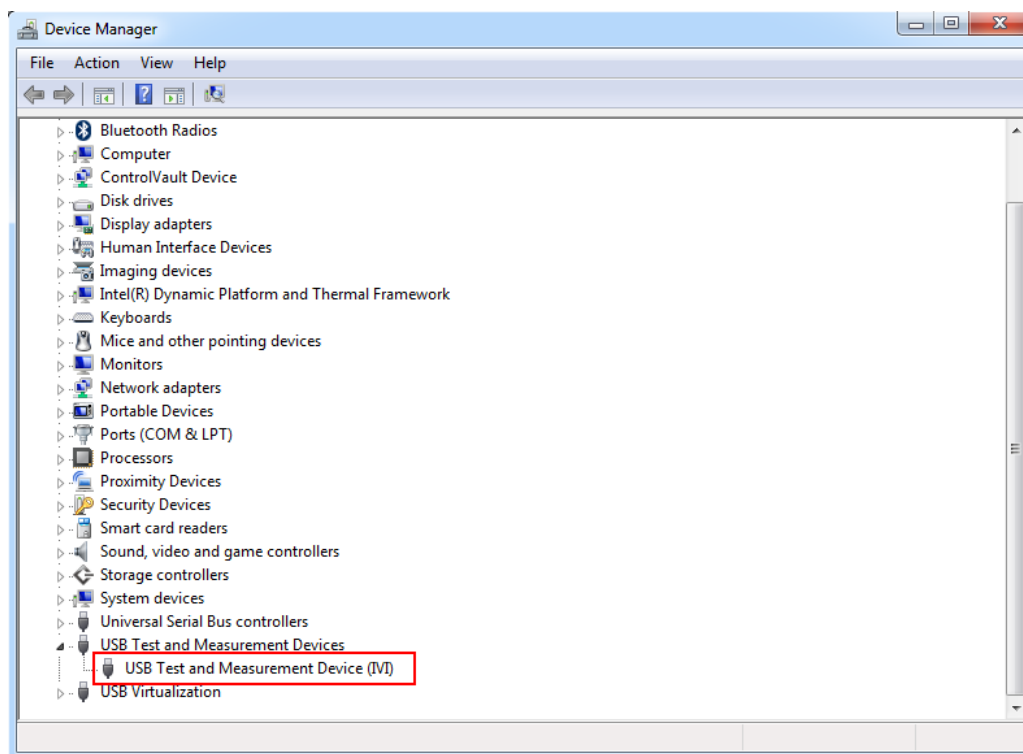 Device Manager
File Action View Help
Bluetooth Radios
Computer
ControlVault Device
Disk drives
Display adapters
Human Interface Devices
Imaging devices
Intel(R) Dynamic Platform and Thermal Framework
Keyboards
Mice and other pointing devices
Monitors
Network adapters
Portable Devices
Ports (COM & LPT)
Processors
Proximity Devices
Security Devices
Smart card readers
Sound, video and game controllers
Storage controllers
System devices
Universal Serial Bus controllers
USB Test and Measurement Devices
USB Test and Measurement Device (IVI)
USB Virtualization